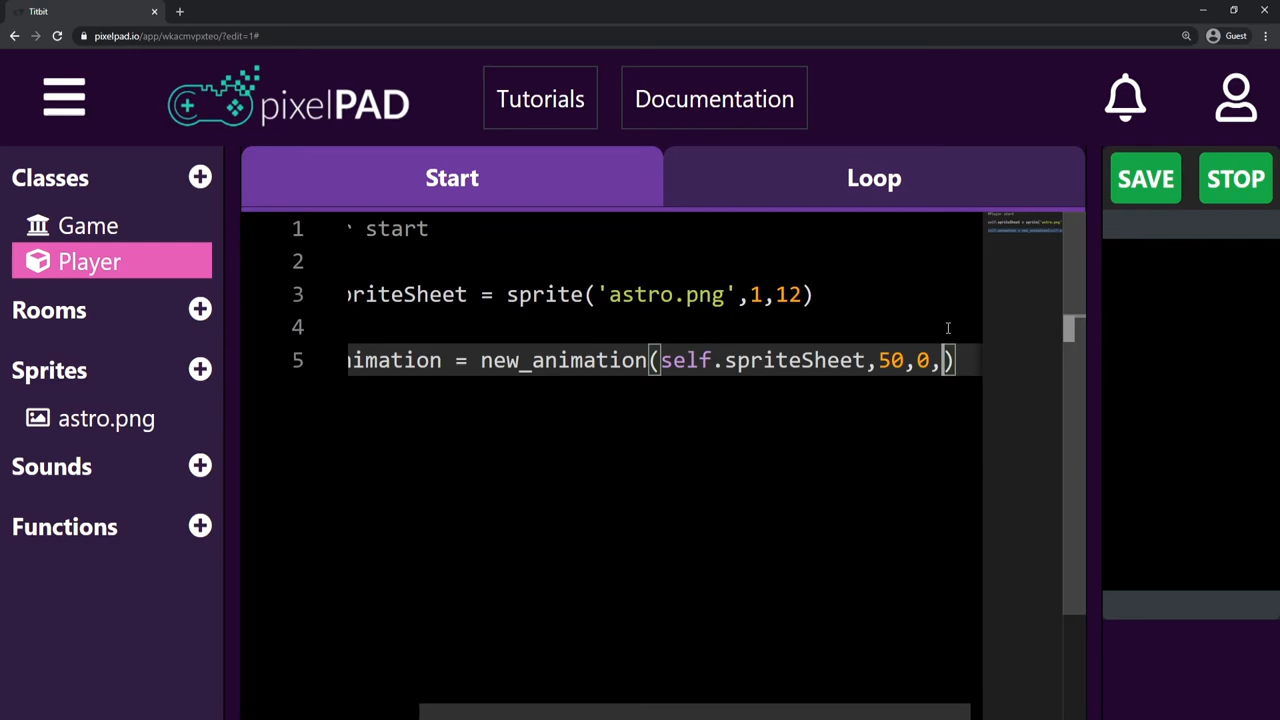 Titbit
pixelpad.io/app/wkacmvpxteo/?edit=1#
Guest
pixelPAD
Tutorials
Documentation
Classes
Game
Player
Rooms
Sprites
astro.png
Sounds
Functions
Start
Loop
SAVE
STOP
1 start
2
3 priteSheet = sprite('astro.png',1,12)
4
5 nimation = new_animation(self.spriteSheet,50,0,)